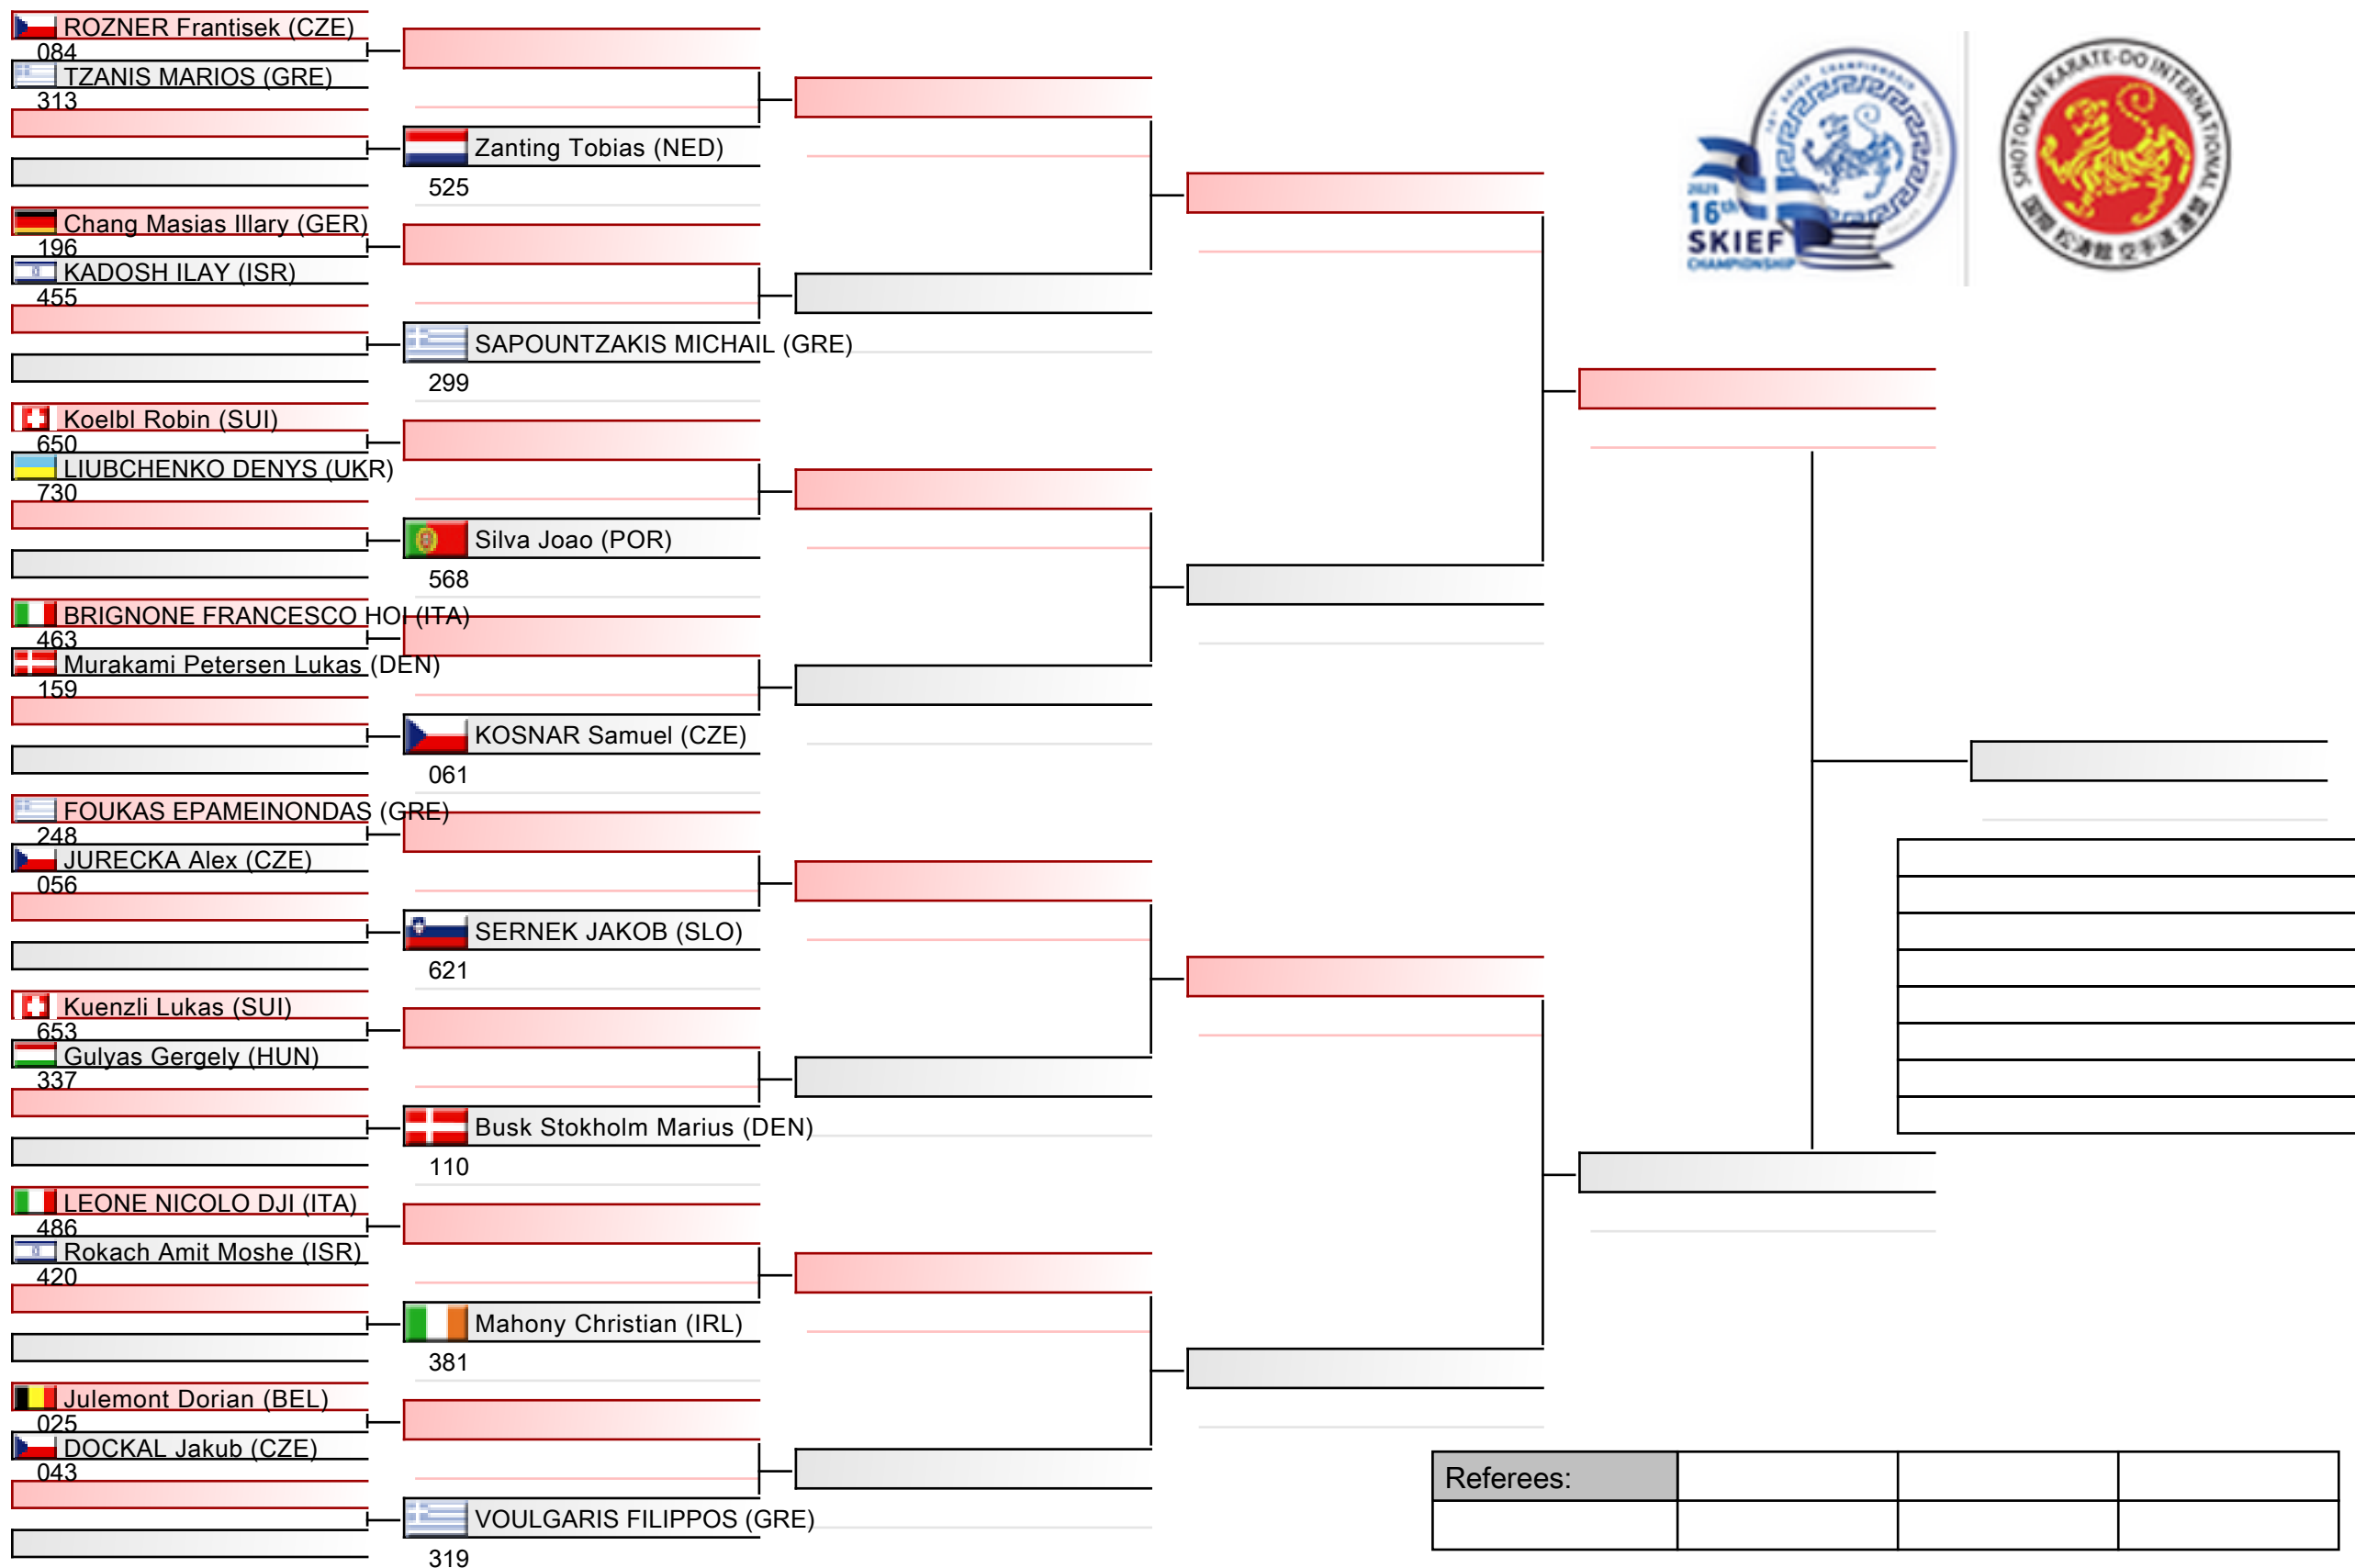 ROZNER Frantisek (CZE)
084
TZANIS MARIOS (GRE)
313
Zanting Tobias (NED)
525
Chang Masias Illary (GER)
196
KADOSH ILAY (ISR)
455
SAPOUNTZAKIS MICHAIL (GRE)
299
Koelbl Robin (SUI)
650
LIUBCHENKO DENYS (UKR)
730
Silva Joao (POR)
568
BRIGNONE FRANCESCO HOI (ITA)
463
Murakami Petersen Lukas (DEN)
159
KOSNAR Samuel (CZE)
061
FOUKAS EPAMEINONDAS (GRE)
248
JURECKA Alex (CZE)
056
SERNEK JAKOB (SLO)
621
Kuenzli Lukas (SUI)
653
Gulyas Gergely (HUN)
337
Busk Stokholm Marius (DEN)
110
LEONE NICOLO DJI (ITA)
486
Rokach Amit Moshe (ISR)
420
Mahony Christian (IRL)
381
Julemont Dorian (BEL)
025
DOCKAL Jakub (CZE)
043
VOULGARIS FILIPPOS (GRE)
319
16th
SKIEF
CHAMPIONSHIP
SHOTOKAN KARATE-DO INTERNATIONAL
Referees: